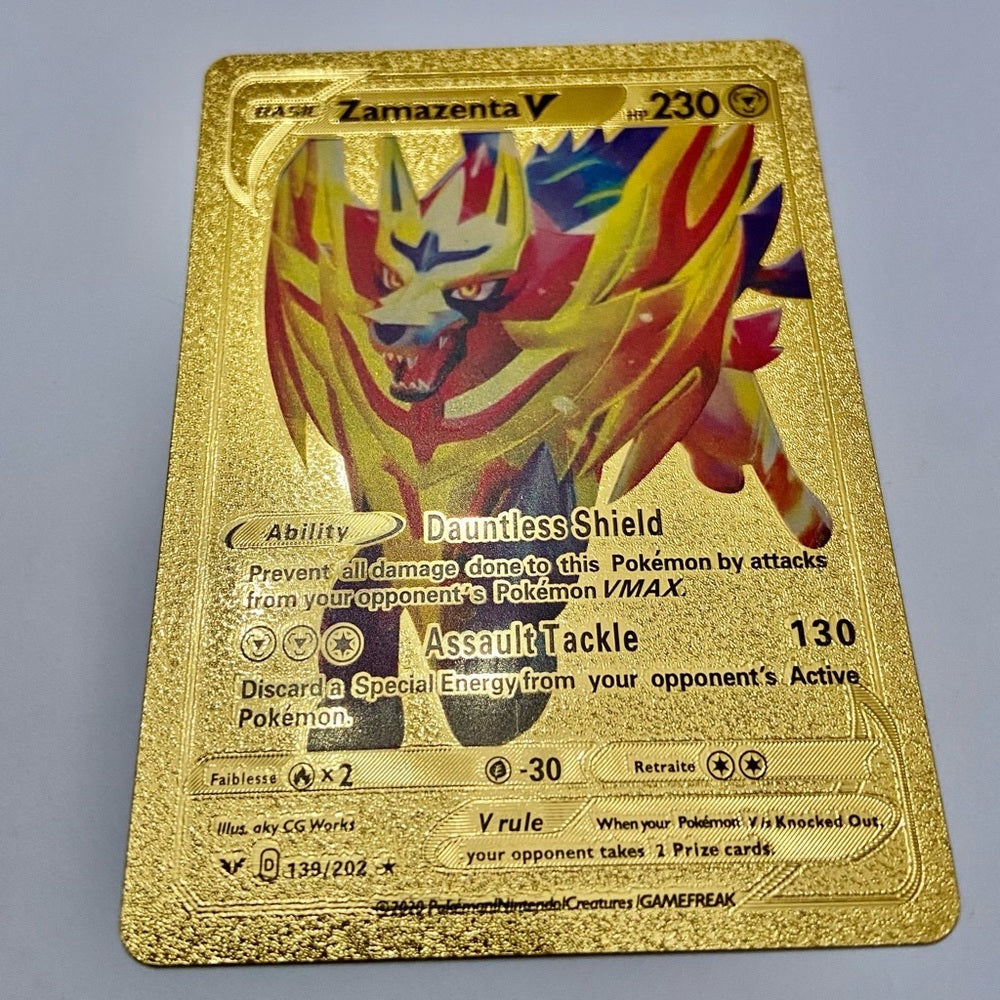 BASIC Zamazenta V HP 230
Ability Dauntless Shield
Prevent all damage done to this Pokémon by attacks
from your opponent's Pokémon VMAX.
Assault Tackle 130
Discard a Special Energy from your opponent's Active
Pokémon.
Faiblesse x2 -30 Retraite
Illus. aky CG Works
V rule When your Pokémon V is Knocked Out,
your opponent takes 2 Prize cards.
D 139/202
©2020 Pokémon/Nintendo/Creatures /GAMEFREAK